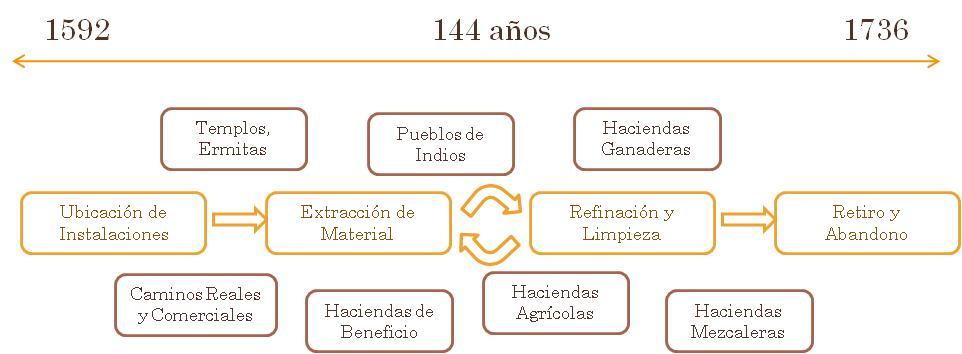 1592
144 años
1736
Templos,
Ermitas
Pueblos de
Indios
Haciendas
Ganaderas
Ubicación de
Instalaciones
Extracción de
Material
Refinación y
Limpieza
Retiro y
Abandono
Caminos Reales
y Comerciales
Haciendas de
Beneficio
Haciendas
Agrícolas
Haciendas
Mezcaleras